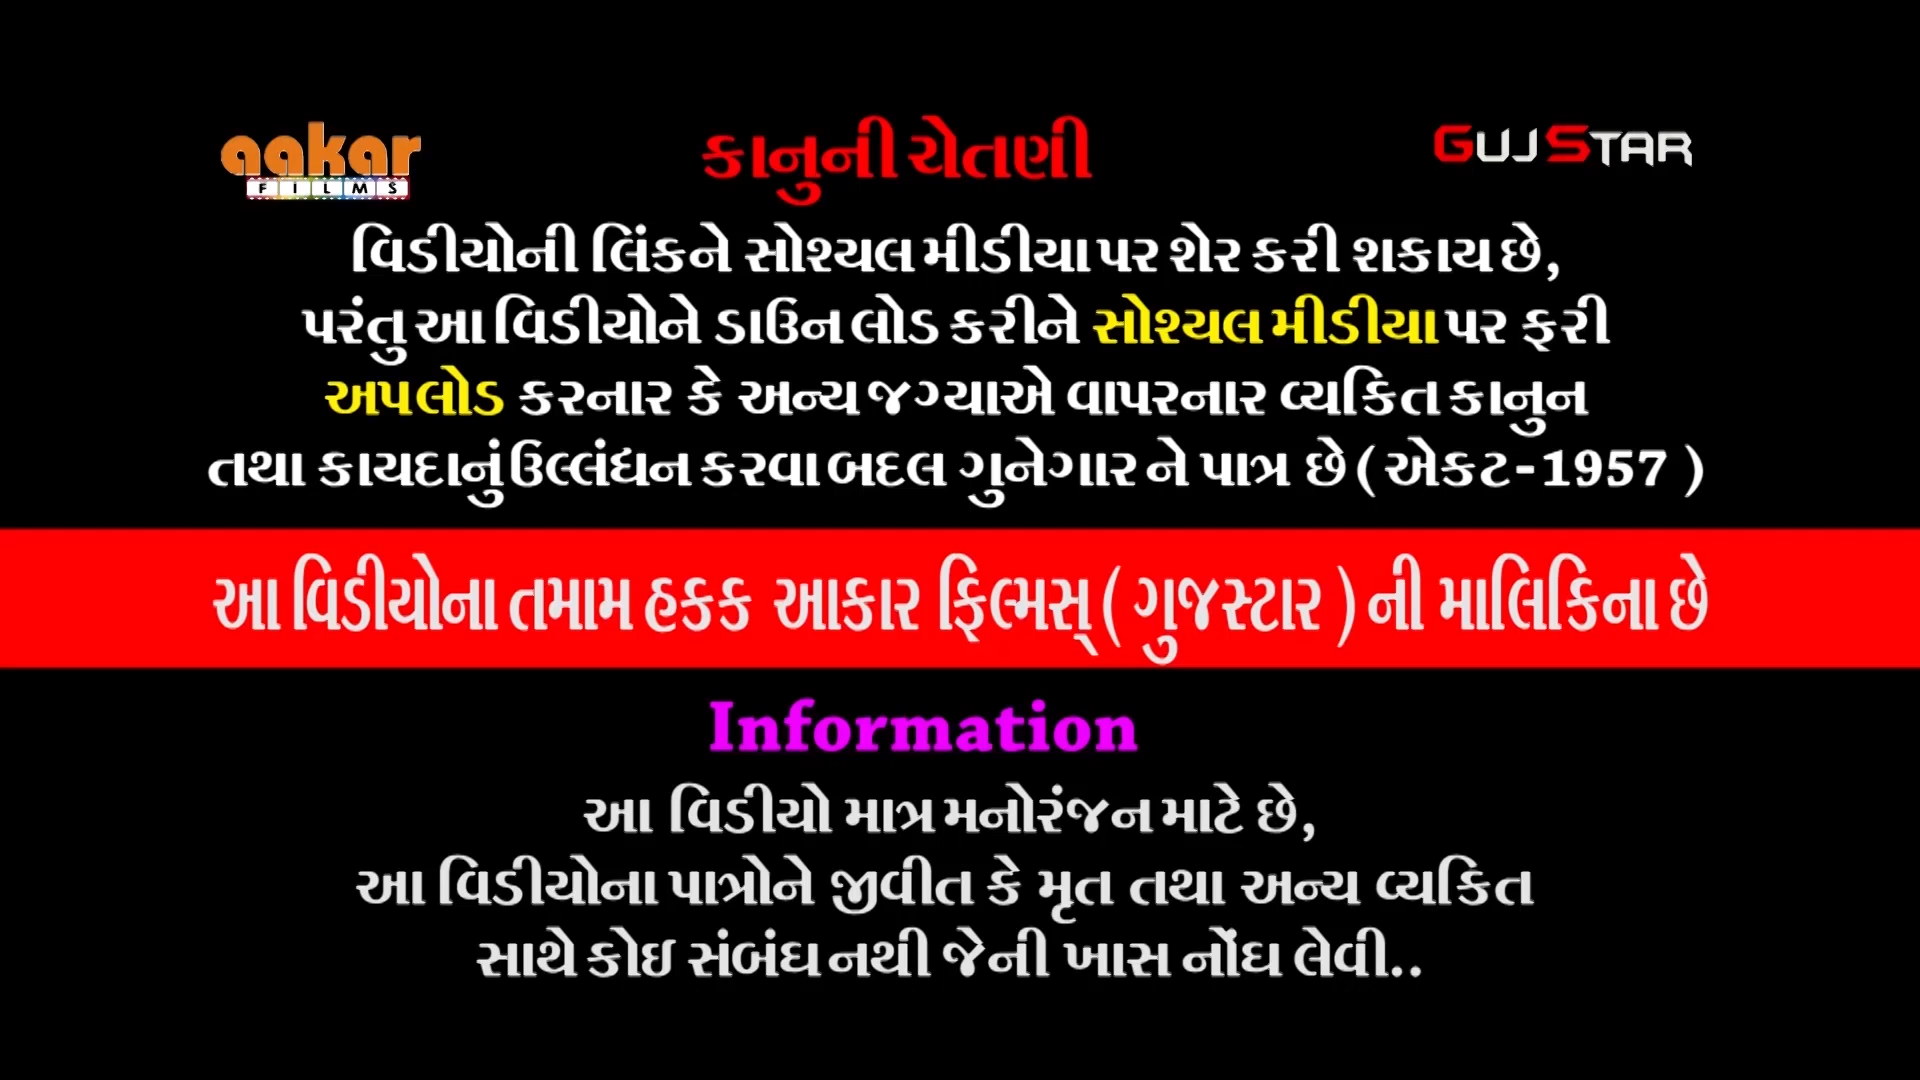 aakar
FILMS
કાનુની ચેતણી
GUJSTAR
વિડીયોની લિંકને સોશ્યલ મીડીયા પર શેર કરી શકાય છે,
પરંતુ આ વિડીયોને ડાઉનલોડ કરીને સોશ્યલ મીડીયા પર ફરી
અપલોડ કરનાર કે અન્ય જગ્યાએ વાપરનાર વ્યકિત કાનુન
તથા કાયદાનું ઉલ્લંઘન કરવા બદલ ગુનેગાર ને પાત્ર છે ( એકટ-1957 )
આ વિડીયોના તમામ હકક આકાર ફિલ્મસ્ ( ગુજસ્ટાર ) ની માલિકિના છે
Information
આ વિડીયો માત્ર મનોરંજન માટે છે,
આ વિડીયોના પાત્રોને જીવીત કે મૃત તથા અન્ય વ્યકિત
સાથે કોઇ સંબંઘ નથી જેની ખાસ નોંઘ લેવી..